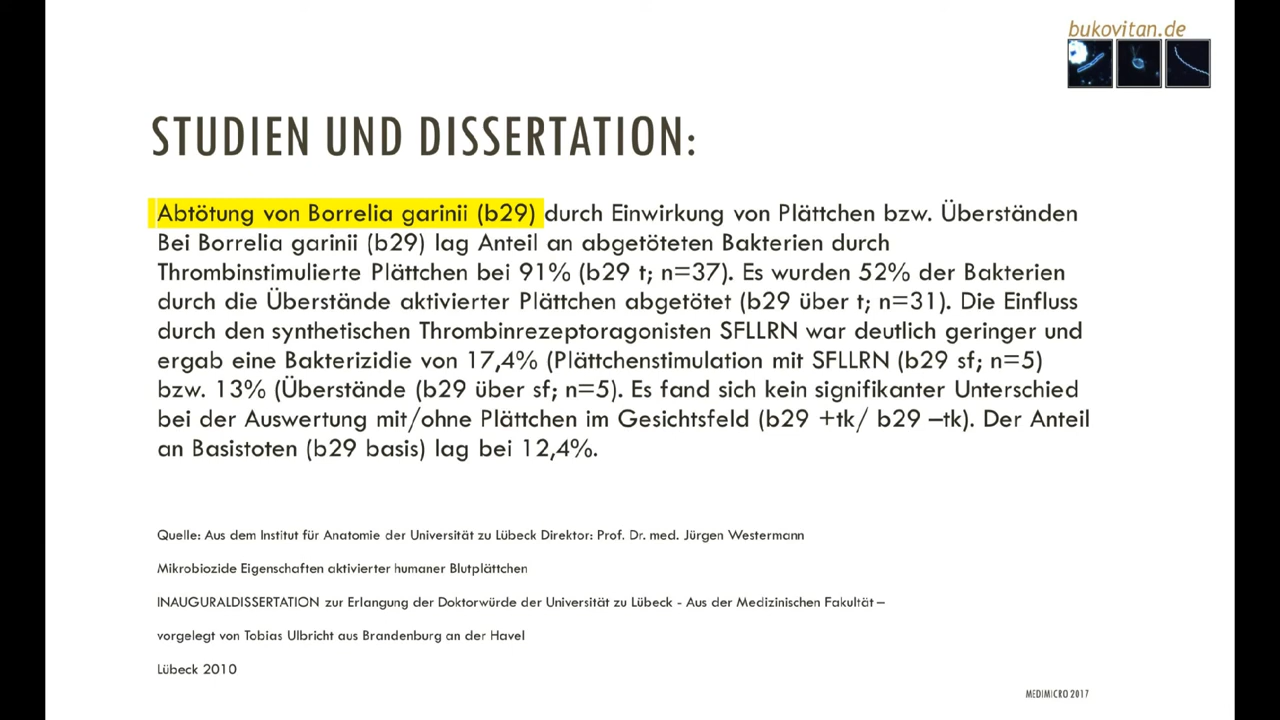 bukovitan.de
STUDIEN UND DISSERTATION:
Abtötung von Borrelia garinii (b29) durch Einwirkung von Plättchen bzw. Überständen
Bei Borrelia garinii (b29) lag Anteil an abgetöteten Bakterien durch
Thrombinstimulierte Plättchen bei 91% (b29 t; n=37). Es wurden 52% der Bakterien
durch die Überstände aktivierter Plättchen abgetötet (b29 über t; n=31). Die Einfluss
durch den synthetischen Thrombinrezeptoragonisten SFLLRN war deutlich geringer und
ergab eine Bakterizidie von 17,4% (Plättchenstimulation mit SFLLRN (b29 sf; n=5)
bzw. 13% (Überstände (b29 über sf; n=5). Es fand sich kein signifikanter Unterschied
bei der Auswertung mit/ohne Plättchen im Gesichtsfeld (b29 +tk/ b29 –tk). Der Anteil
an Basistoten (b29 basis) lag bei 12,4%.
Quelle: Aus dem Institut für Anatomie der Universität zu Lübeck Direktor: Prof. Dr. med. Jürgen Westermann
Mikrobiozide Eigenschaften aktivierter humaner Blutplättchen
INAUGURALDISSERTATION zur Erlangung der Doktorwürde der Universität zu Lübeck - Aus der Medizinischen Fakultät –
vorgelegt von Tobias Ulbricht aus Brandenburg an der Havel
Lübeck 2010
MEDIMICRO 2017